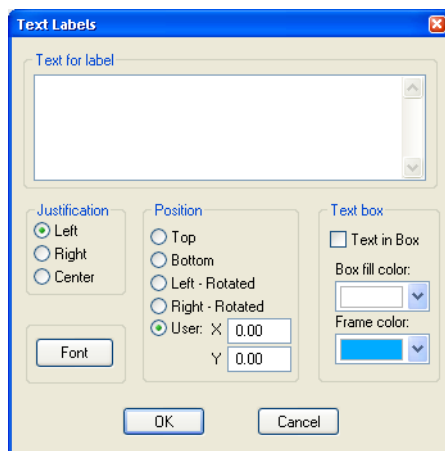 Text Labels
Text for label
Justification
Left
Right
Center
Font
Position
Top
Bottom
Left - Rotated
Right - Rotated
User: X 0.00
Y 0.00
Text box
Text in Box
Box fill color:
Frame color:
OK
Cancel